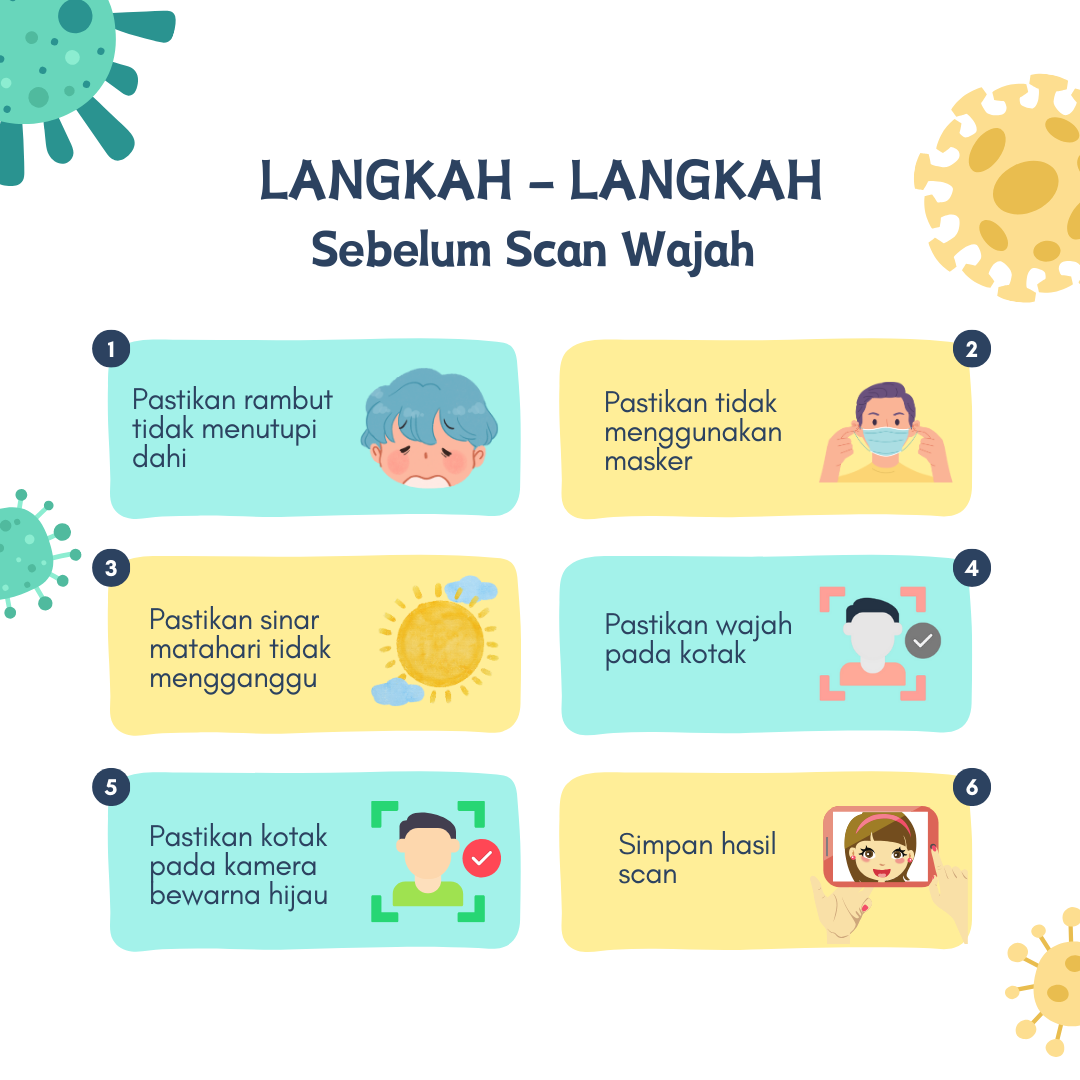 LANGKAH – LANGKAH
Sebelum Scan Wajah
1
Pastikan rambut
tidak menutupi
dahi
2
Pastikan tidak
menggunakan
masker
3
Pastikan sinar
matahari tidak
mengganggu
4
Pastikan wajah
pada kotak
5
Pastikan kotak
pada kamera
bewarna hijau
6
Simpan hasil
scan